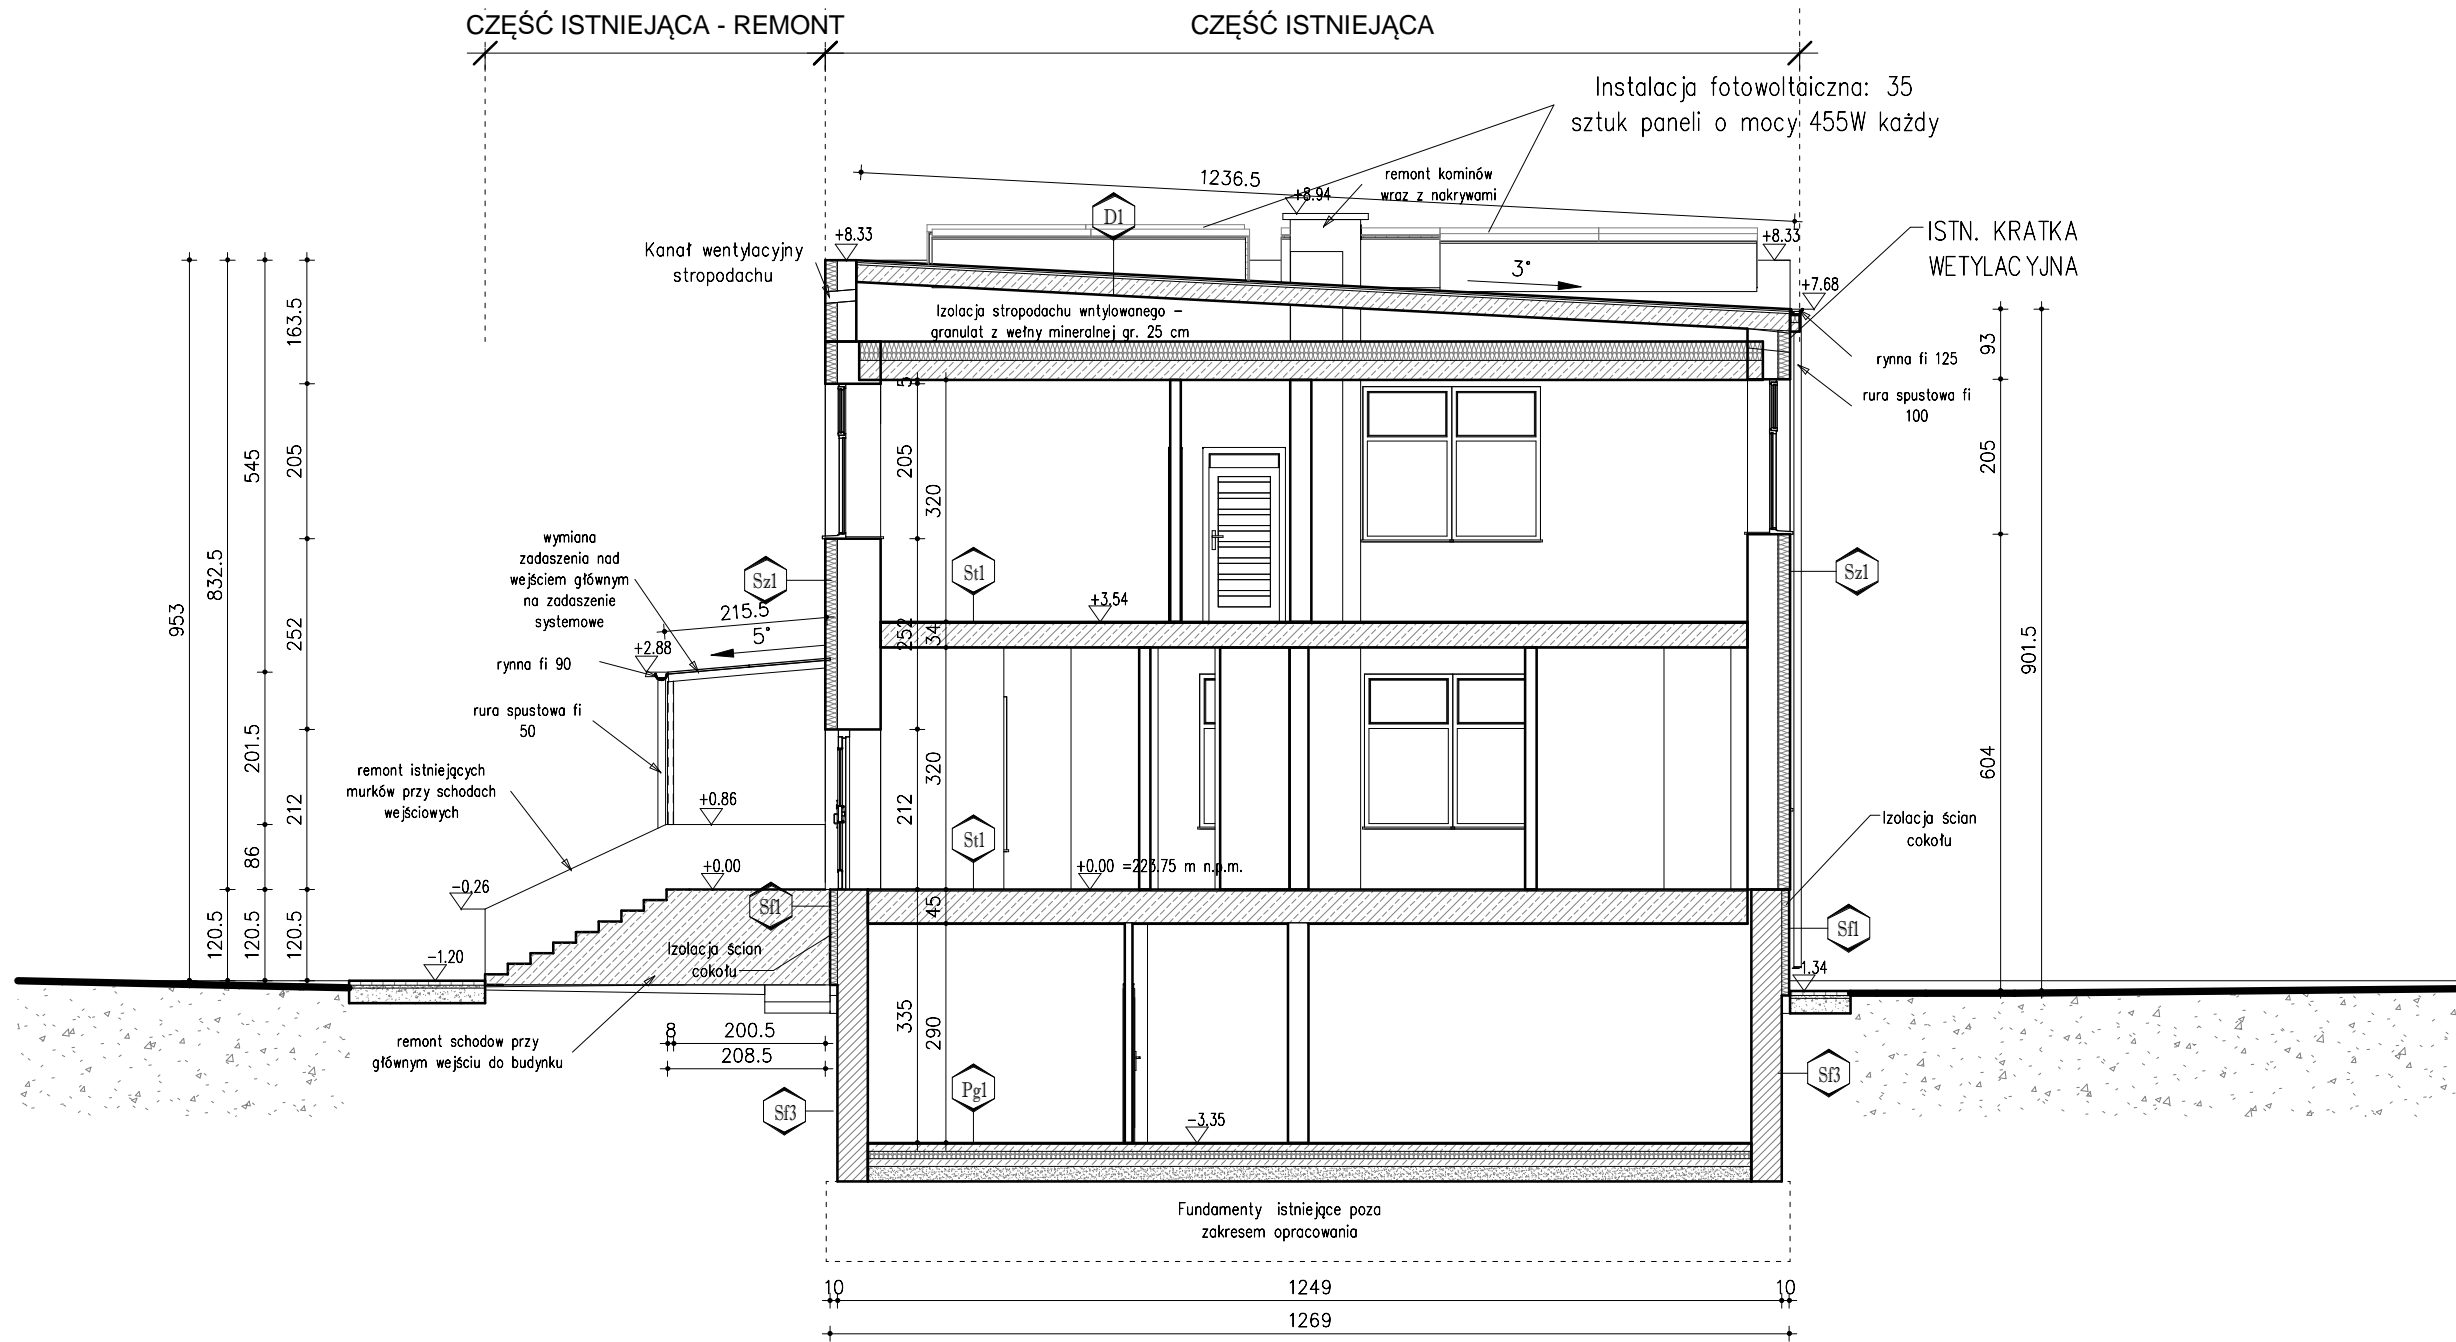 CZĘŚĆ ISTNIEJĄCA - REMONT
CZĘŚĆ ISTNIEJĄCA
Instalacja fotowoltaiczna: 35
sztuk paneli o mocy 455W każdy
1236.5
remont kominów
wraz z nakrywami
+8.94
D1
ISTN. KRATKA
WETYLACYJNA
Kanał wentylacyjny
stropodachu
+8.33
+8.33
3°
+7.68
Izolacja stropodachu wntylowanego –
granulat z wełny mineralnej gr. 25 cm
rynna fi 125
rura spustowa fi
100
953
832.5
120.5
545
201.5
86
120.5
163.5
205
252
212
120.5
5
205
252
212
335
320
34
320
45
290
93
205
604
901.5
wymiana
zadaszenia nad
wejściem głównym
na zadaszenie
systemowe
Sz1
St1
Sz1
+3,54
215.5
5°
+2.88
rynna fi 90
rura spustowa fi
50
remont istniejących
murków przy schodach
wejściowych
+0.86
St1
Izolacja ścian
cokołu
+0.00
+0.00 =223.75 m n.p.m.
-0,26
Sf1
Sf1
Izolacja ścian
cokołu
-1.20
-1.34
remont schodow przy
głównym wejściu do budynku
8
200.5
208.5
Sf3
Pg1
Sf3
-3,35
Fundamenty istniejące poza
zakresem opracowania
10
1249
10
1269